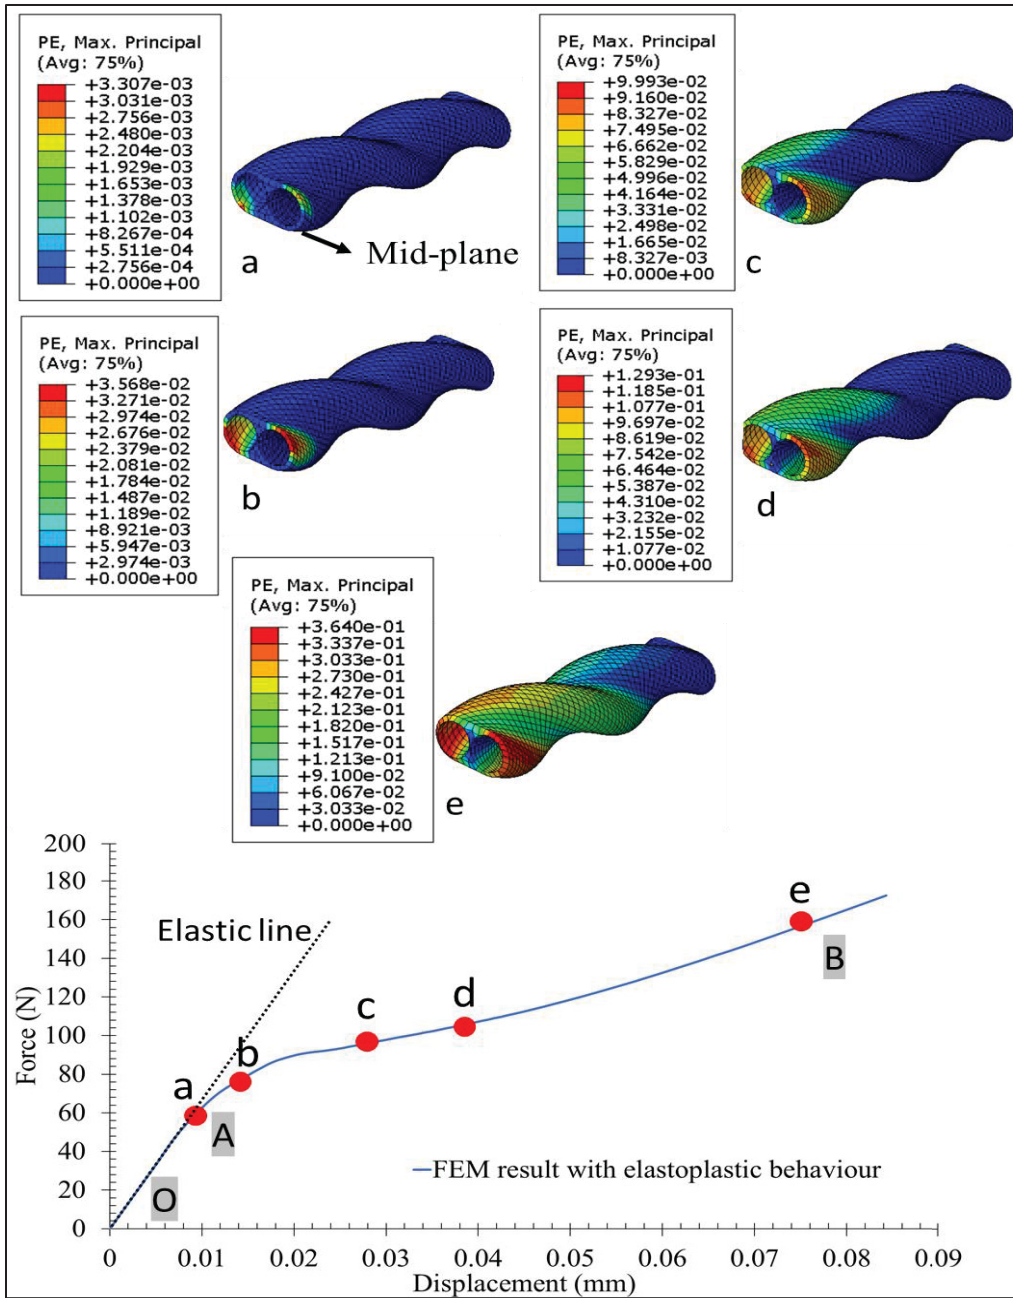 PE, Max. Principal
(Avg: 75%)
+3.307e-03
+3.031e-03
+2.756e-03
+2.480e-03
+2.204e-03
+1.929e-03
+1.653e-03
+1.378e-03
+1.102e-03
+8.267e-04
+5.511e-04
+2.756e-04
+0.000e+00
a
Mid-plane
PE, Max. Principal
(Avg: 75%)
+9.993e-02
+9.160e-02
+8.327e-02
+7.495e-02
+6.662e-02
+5.829e-02
+4.996e-02
+4.164e-02
+3.331e-02
+2.498e-02
+1.665e-02
+8.327e-03
+0.000e+00
c
PE, Max. Principal
(Avg: 75%)
+3.568e-02
+3.271e-02
+2.974e-02
+2.676e-02
+2.379e-02
+2.081e-02
+1.784e-02
+1.487e-02
+1.189e-02
+8.921e-03
+5.947e-03
+2.974e-03
+0.000e+00
b
PE, Max. Principal
(Avg: 75%)
+1.293e-01
+1.185e-01
+1.077e-01
+9.697e-02
+8.619e-02
+7.542e-02
+6.464e-02
+5.387e-02
+4.310e-02
+3.232e-02
+2.155e-02
+1.077e-02
+0.000e+00
d
PE, Max. Principal
(Avg: 75%)
+3.640e-01
+3.337e-01
+3.033e-01
+2.730e-01
+2.427e-01
+2.123e-01
+1.820e-01
+1.517e-01
+1.213e-01
+9.100e-02
+6.067e-02
+3.033e-02
+0.000e+00
e
200
180
160
140
120
100
80
60
40
20
0
Force (N)
Elastic line
a
b
c
d
e
A
B
O
FEM result with elastoplastic behaviour
0 0.01 0.02 0.03 0.04 0.05 0.06 0.07 0.08 0.09
Displacement (mm)